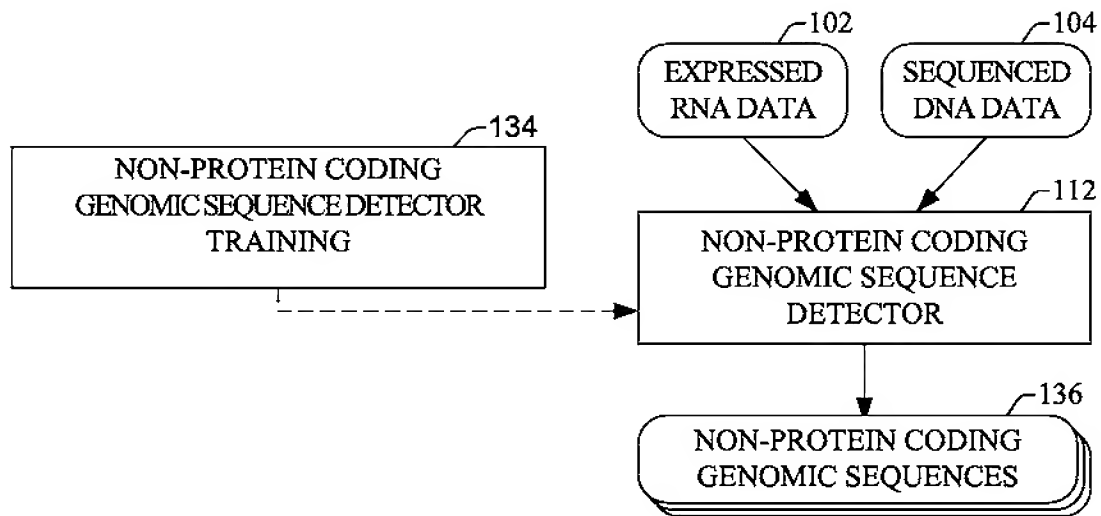 102
104
EXPRESSED
RNA DATA
SEQUENCED
DNA DATA
134
NON-PROTEIN CODING
GENOMIC SEQUENCE DETECTOR
TRAINING
112
NON-PROTEIN CODING
GENOMIC SEQUENCE
DETECTOR
136
NON-PROTEIN CODING
GENOMIC SEQUENCES